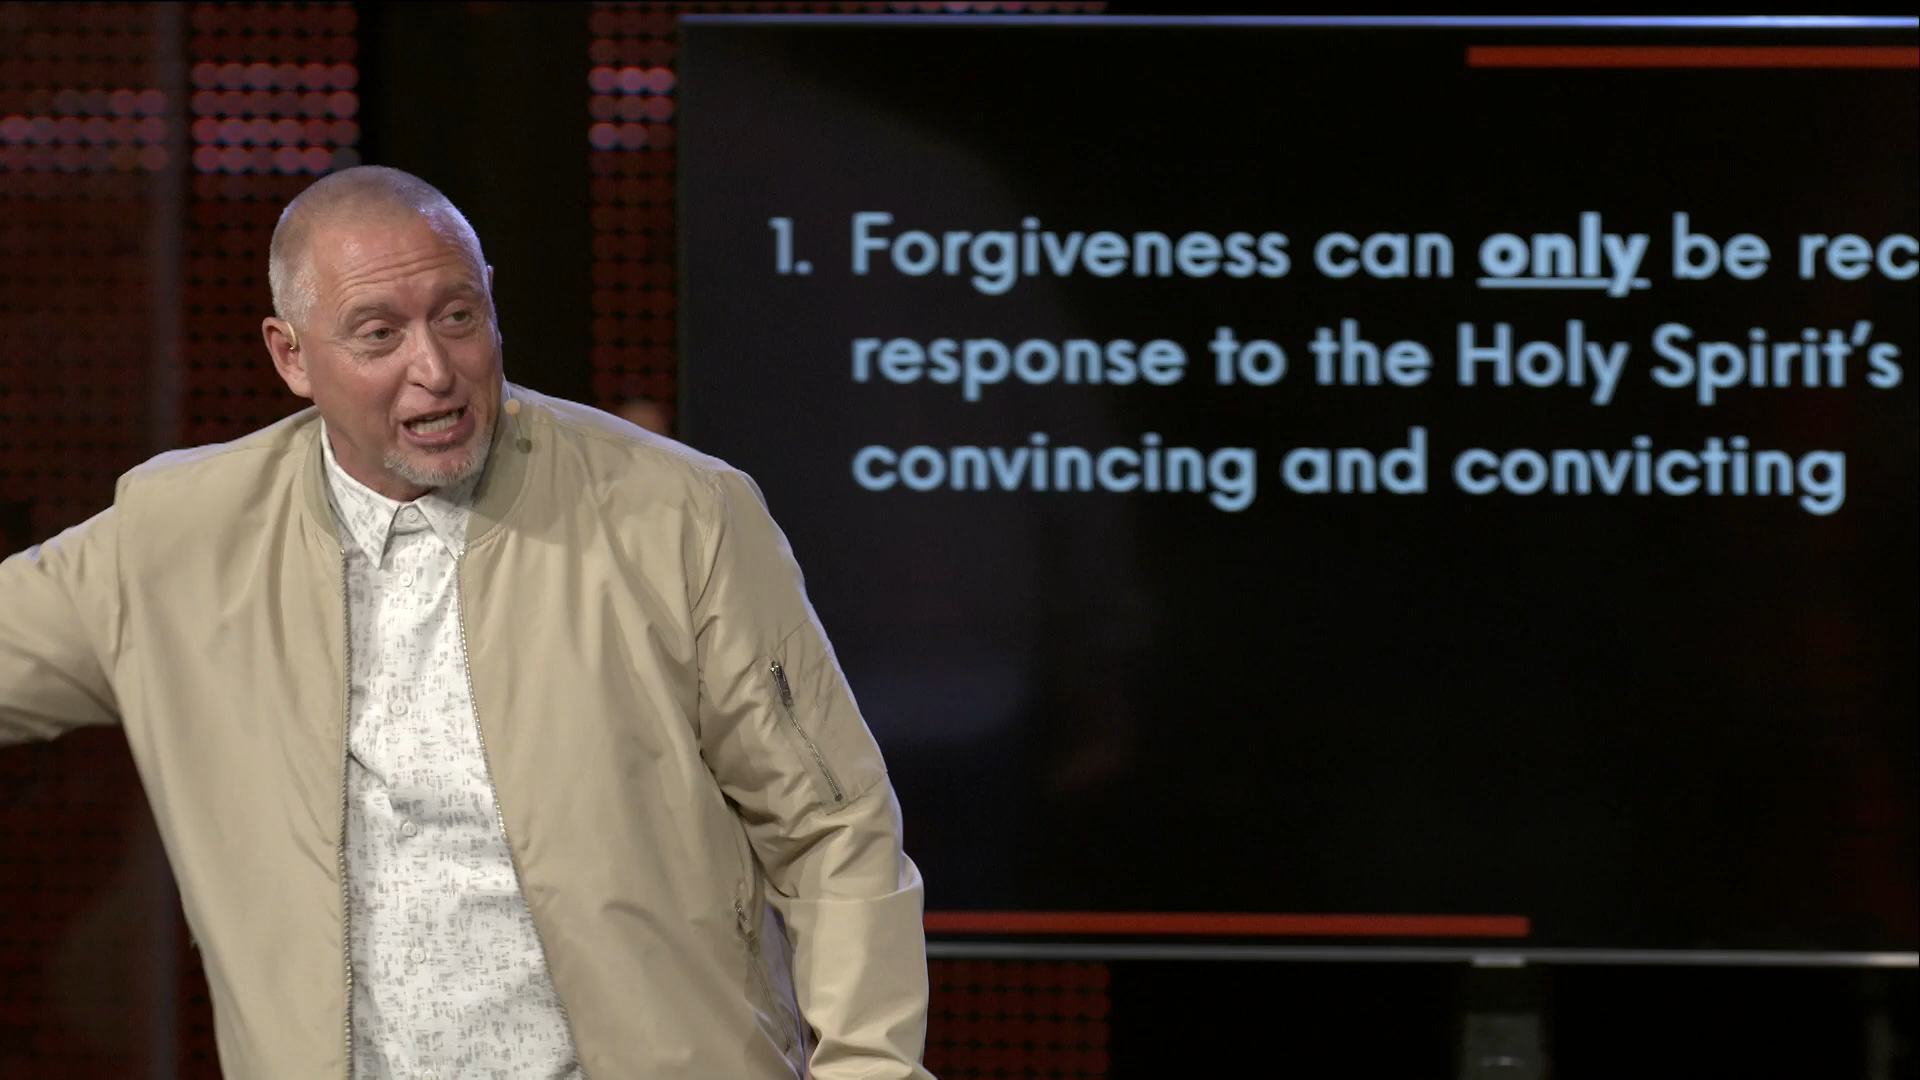 1. Forgiveness can only be rec
response to the Holy Spirit's
convincing and convicting